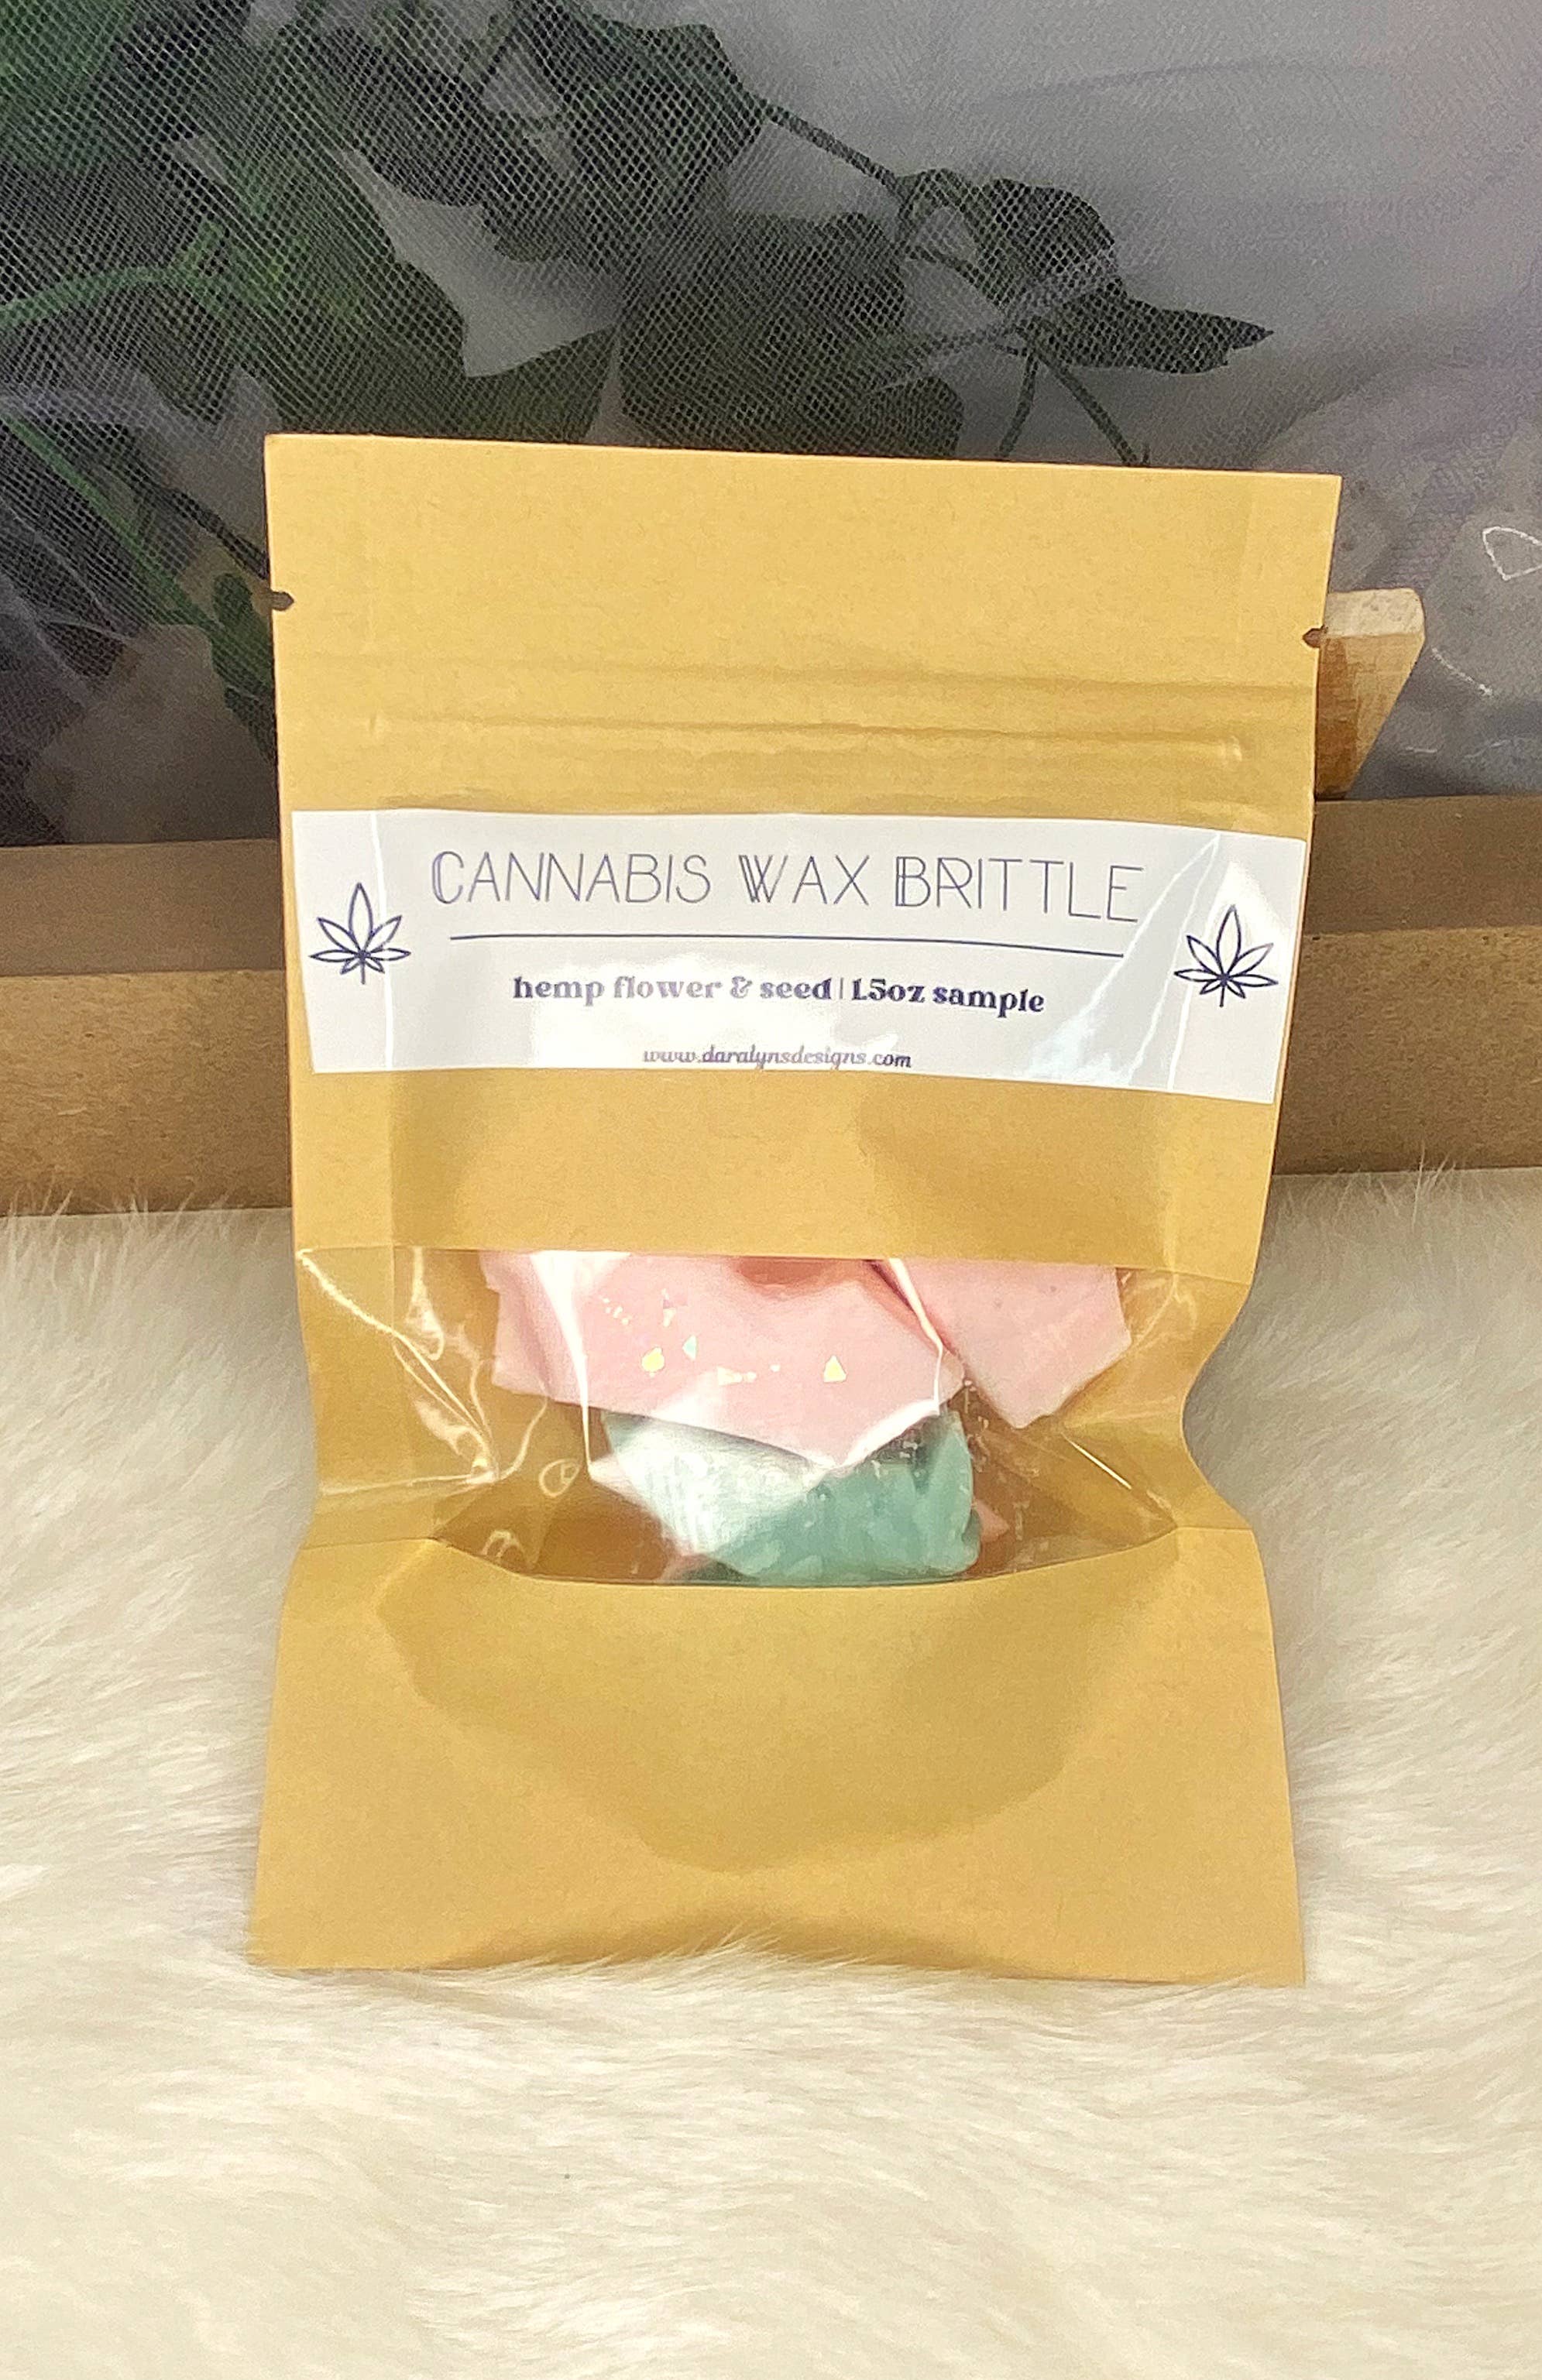 CANNABIS WAX BRITTLE
hemp flower & seed | 1.5oz sample
www.daralynsdesigns.com